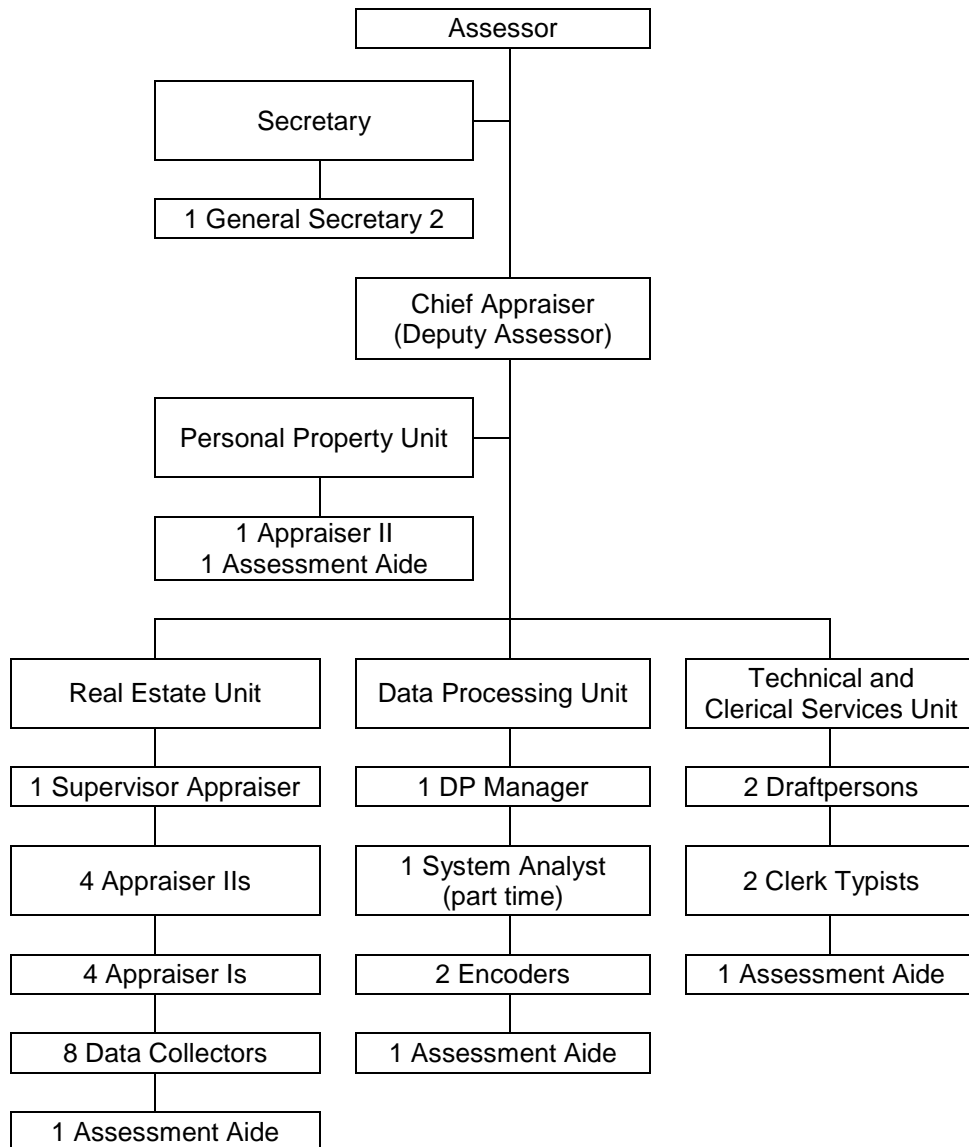 Assessor
Secretary
1 General Secretary 2
Chief Appraiser
(Deputy Assessor)
Personal Property Unit
1 Appraiser II
1 Assessment Aide
Real Estate Unit
1 Supervisor Appraiser
4 Appraiser IIs
4 Appraiser Is
8 Data Collectors
1 Assessment Aide
Data Processing Unit
1 DP Manager
1 System Analyst
(part time)
2 Encoders
1 Assessment Aide
Technical and
Clerical Services Unit
2 Draftpersons
2 Clerk Typists
1 Assessment Aide